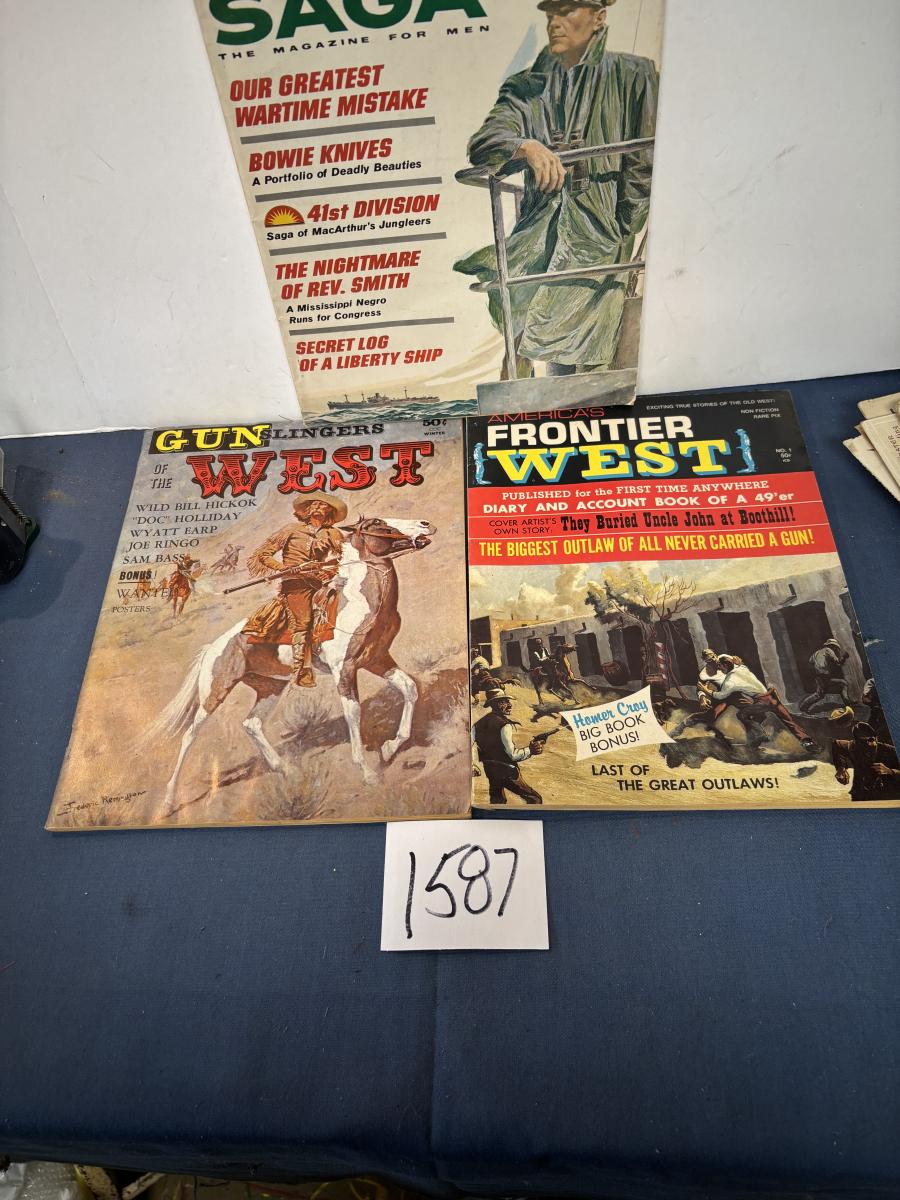 SAGA
THE MAGAZINE FOR MEN
OUR GREATEST
WARTIME MISTAKE
BOWIE KNIVES
A Portfolio of Deadly Beauties
41st DIVISION
Saga of MacArthur's Jungleers
THE NIGHTMARE
OF REV. SMITH
A Mississippi Negro
Runs for Congress
SECRET LOG
OF A LIBERTY SHIP
GUNSLINGERS
50¢
WINTER
OF
THE
WEST
WILD BILL HICKOK
"DOC" HOLLIDAY
WYATT EARP
JOE RINGO
SAM BASS
BONUS!
WANTED
POSTERS
Frederic Remington
EXCITING TRUE STORIES OF THE OLD WEST!
AMERICA'S
NON FICTION
RARE PIX
FRONTIER
WEST
NO. 1
50¢
PUBLISHED for the FIRST TIME ANYWHERE
DIARY AND ACCOUNT BOOK OF A 49'er
COVER ARTIST'S
OWN STORY: They Buried Uncle John at Boothill!
THE BIGGEST OUTLAW OF ALL NEVER CARRIED A GUN!
Homer Croy
BIG BOOK
BONUS!
LAST OF
THE GREAT OUTLAWS!
1587